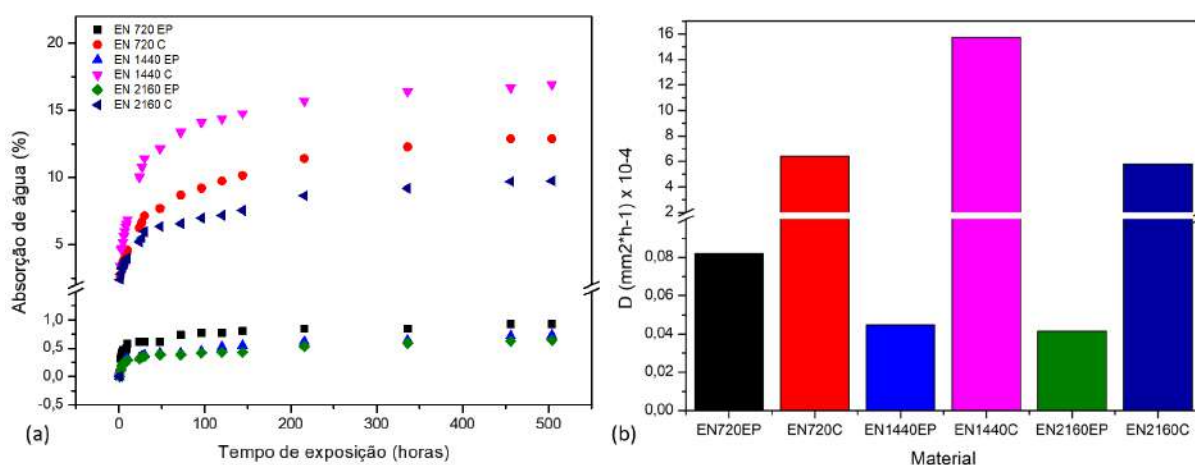 EN 720 EP
EN 720 C
EN 1440 EP
EN 1440 C
EN 2160 EP
EN 2160 C
20
15
10
5
1,0
0,5
0,0
-0,5
Absorção de água (%)
0
100
200
300
400
500
Tempo de exposição (horas)
(a)
16
14
12
10
8
6
4
2
0,08
0,06
0,04
0,02
0,00
D (mm2*h-1) x 10-4
EN720EP
EN720C
EN1440EP
EN1440C
EN2160EP
EN2160C
Material
(b)